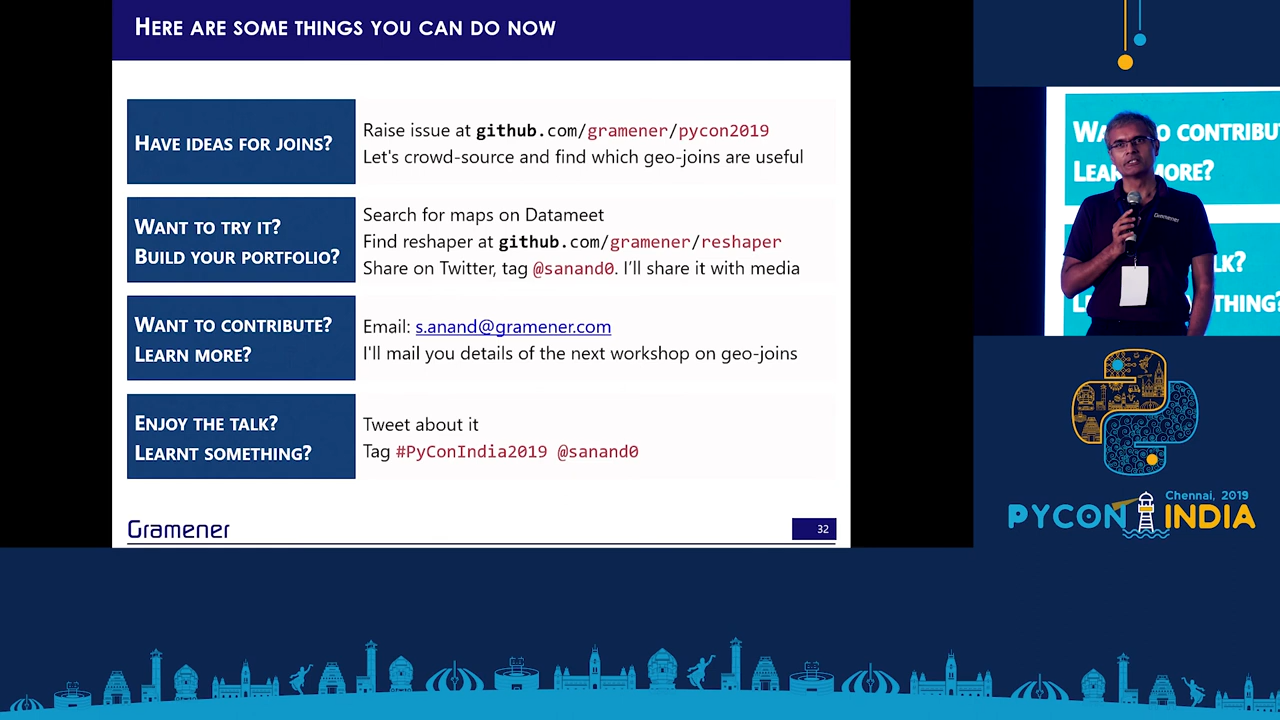 HERE ARE SOME THINGS YOU CAN DO NOW
HAVE IDEAS FOR JOINS?
Raise issue at github.com/gramener/pycon2019
Let's crowd-source and find which geo-joins are useful
WANT TO TRY IT?
BUILD YOUR PORTFOLIO?
Search for maps on Datameet
Find reshaper at github.com/gramener/reshaper
Share on Twitter, tag @sanand0. I'll share it with media
WANT TO CONTRIBUTE?
LEARN MORE?
Email: s.anand@gramener.com
I'll mail you details of the next workshop on geo-joins
ENJOY THE TALK?
LEARNT SOMETHING?
Tweet about it
Tag #PyConIndia2019 @sanand0
Gramener
32
CONTRIBU
MORE?
LK?
THING?
Gramener
Chennai, 2019
PYCON INDIA